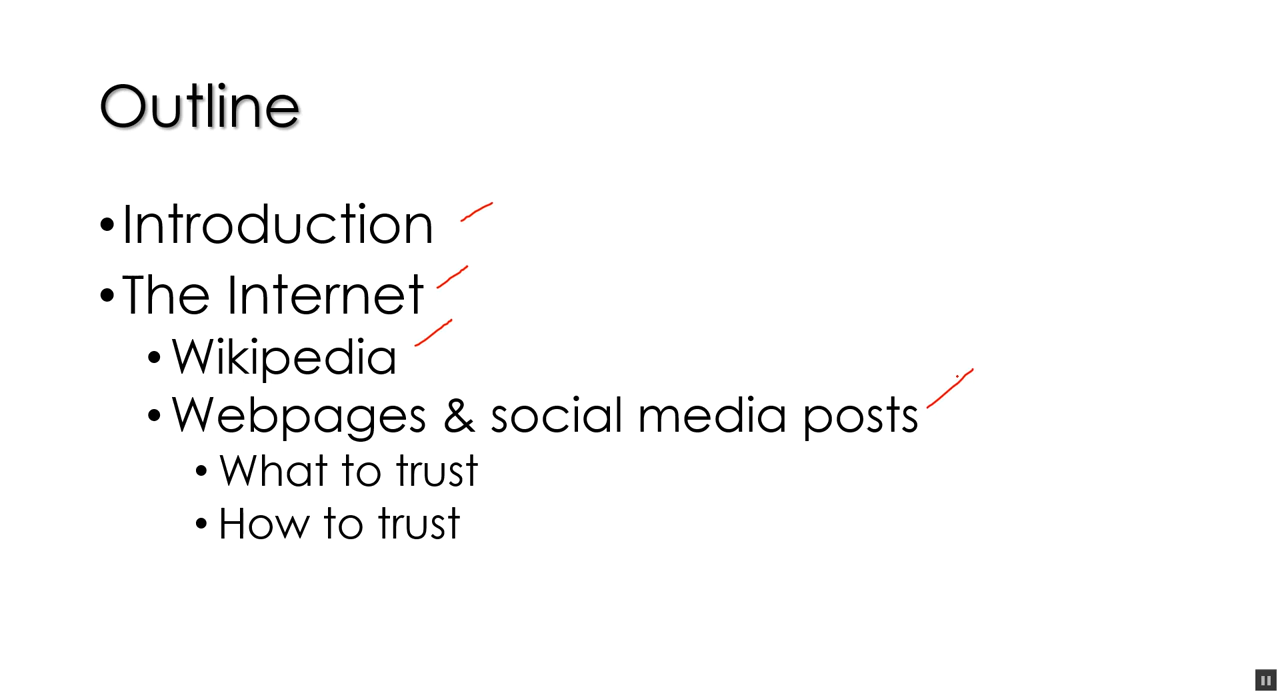 Outline
•Introduction
•The Internet
•Wikipedia
•Webpages & social media posts
•What to trust
•How to trust